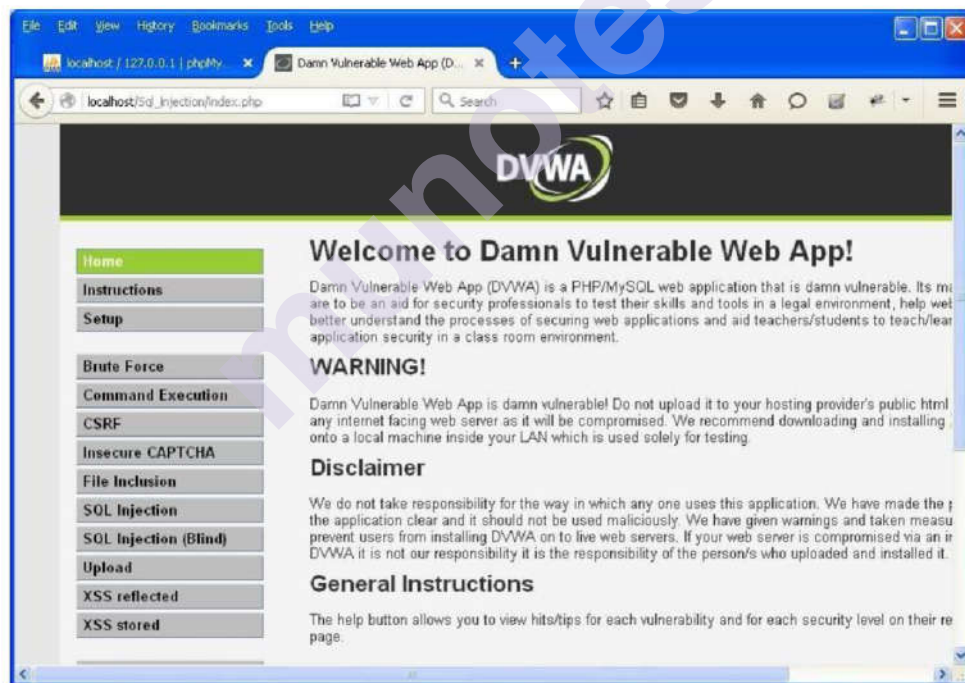 File Edit View History Bookmarks Tools Help
localhost / 127.0.0.1 | phpMy...
Damn Vulnerable Web App (D...
localhost/Sql_Injection/index.php
Search
DVWA
Home
Instructions
Setup
Brute Force
Command Execution
CSRF
Insecure CAPTCHA
File Inclusion
SQL Injection
SQL Injection (Blind)
Upload
XSS reflected
XSS stored
Welcome to Damn Vulnerable Web App!
Damn Vulnerable Web App (DVWA) is a PHP/MySQL web application that is damn vulnerable. Its
are to be an aid for security professionals to test their skills and tools in a legal environment, help
better understand the processes of securing web applications and aid teachers/students to
application security in a class room environment.
WARNING!
Damn Vulnerable Web App is damn vulnerable! Do not upload it to your hosting provider's public html
any internet facing web server as it will be compromised. We recommend downloading and installing
onto a local machine inside your LAN which is used solely for testing.
Disclaimer
We do not take responsibility for the way in which any one uses this application. We have made the
the application clear and it should not be used maliciously. We have given warnings and taken
prevent users from installing DVWA on to live web servers. If your web server is compromised via an
DVWA it is not our responsibility it is the responsibility of the person/s who uploaded and installed it.
General Instructions
The help button allows you to view hits/tips for each vulnerability and for each security level on their
page.
munotes